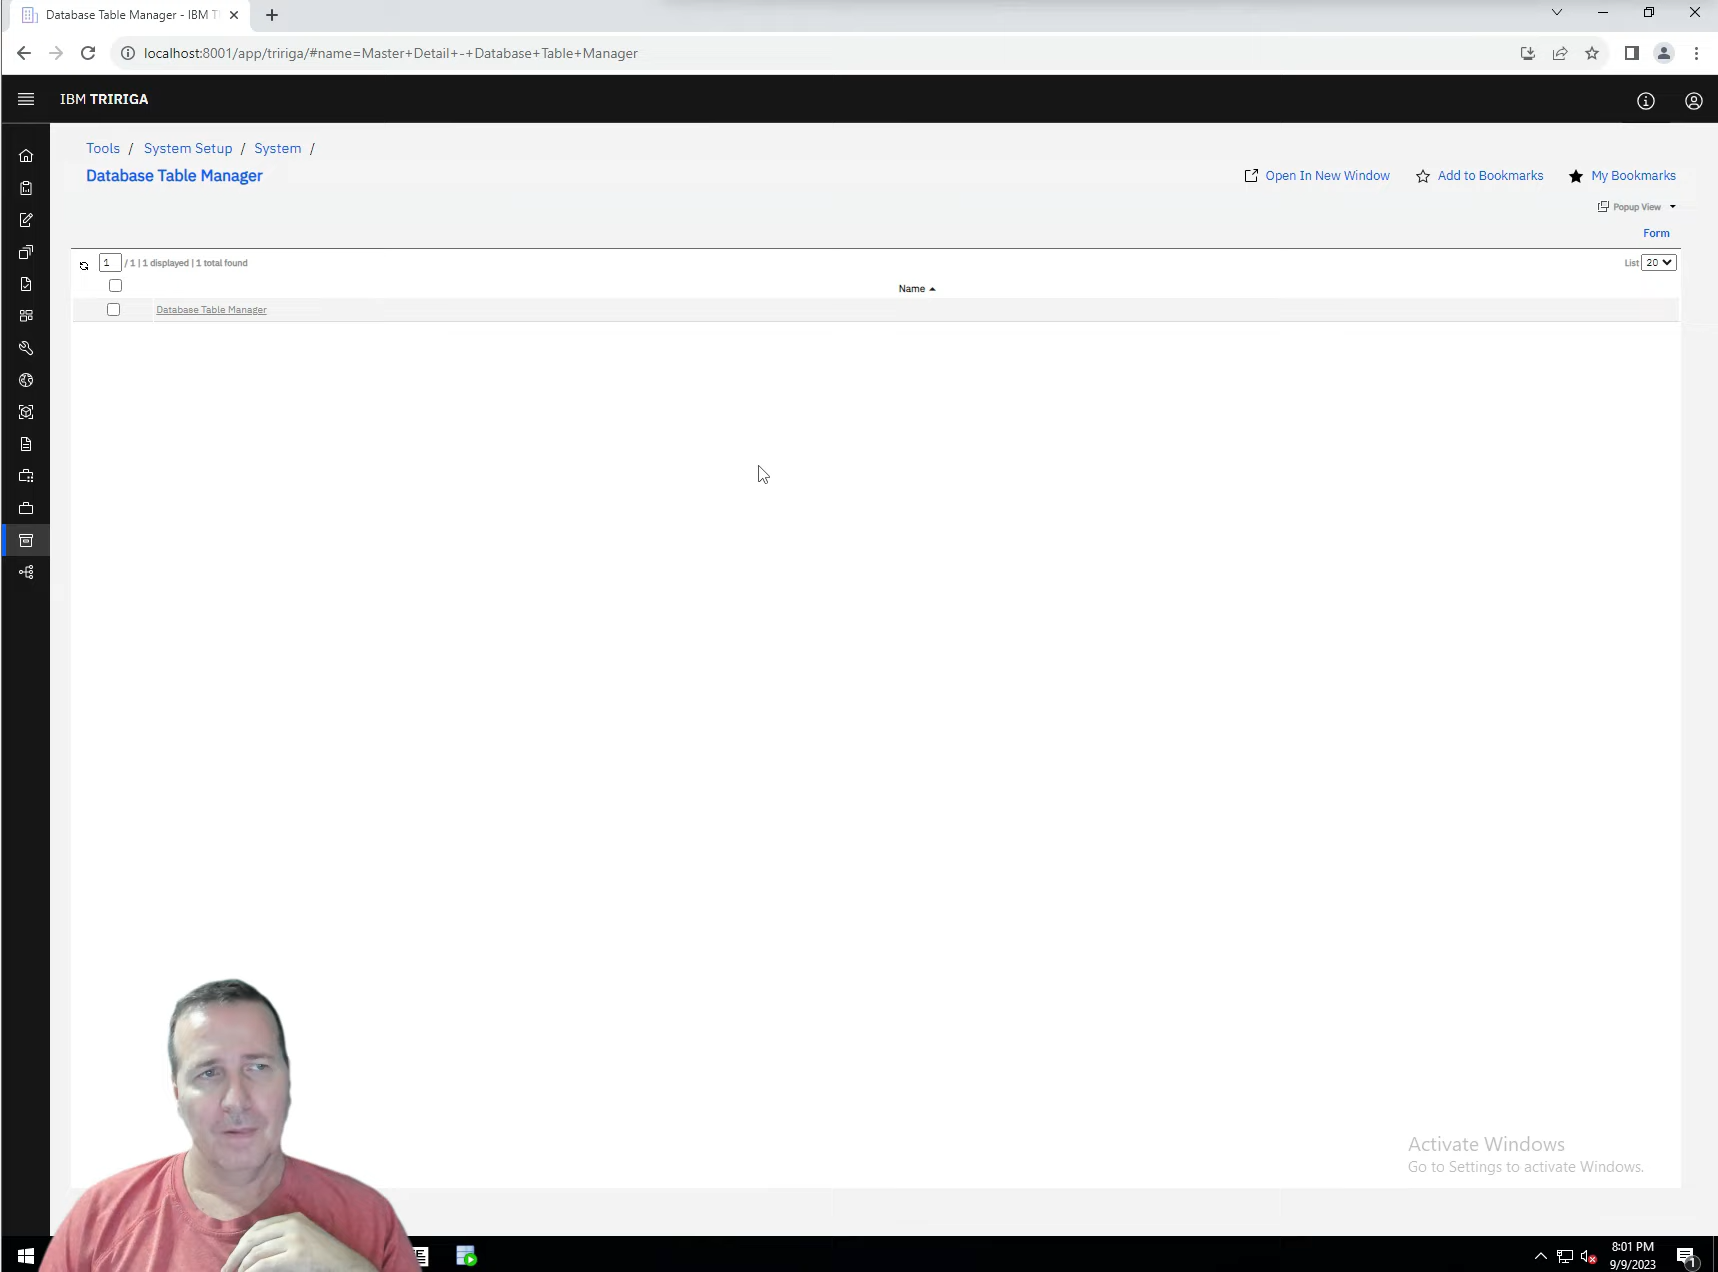 Database Table Manager - IBM T
localhost:8001/app/tririga/#name=Master+Detail+-+Database+Table+Manager
IBM TRIRIGA
Tools / System Setup / System /
Database Table Manager
Open In New Window
Add to Bookmarks
My Bookmarks
Popup View
Form
1 / 1 | 1 displayed | 1 total found
List 20
Name
Database Table Manager
Activate Windows
Go to Settings to activate Windows.
8:01 PM
9/9/2023
1